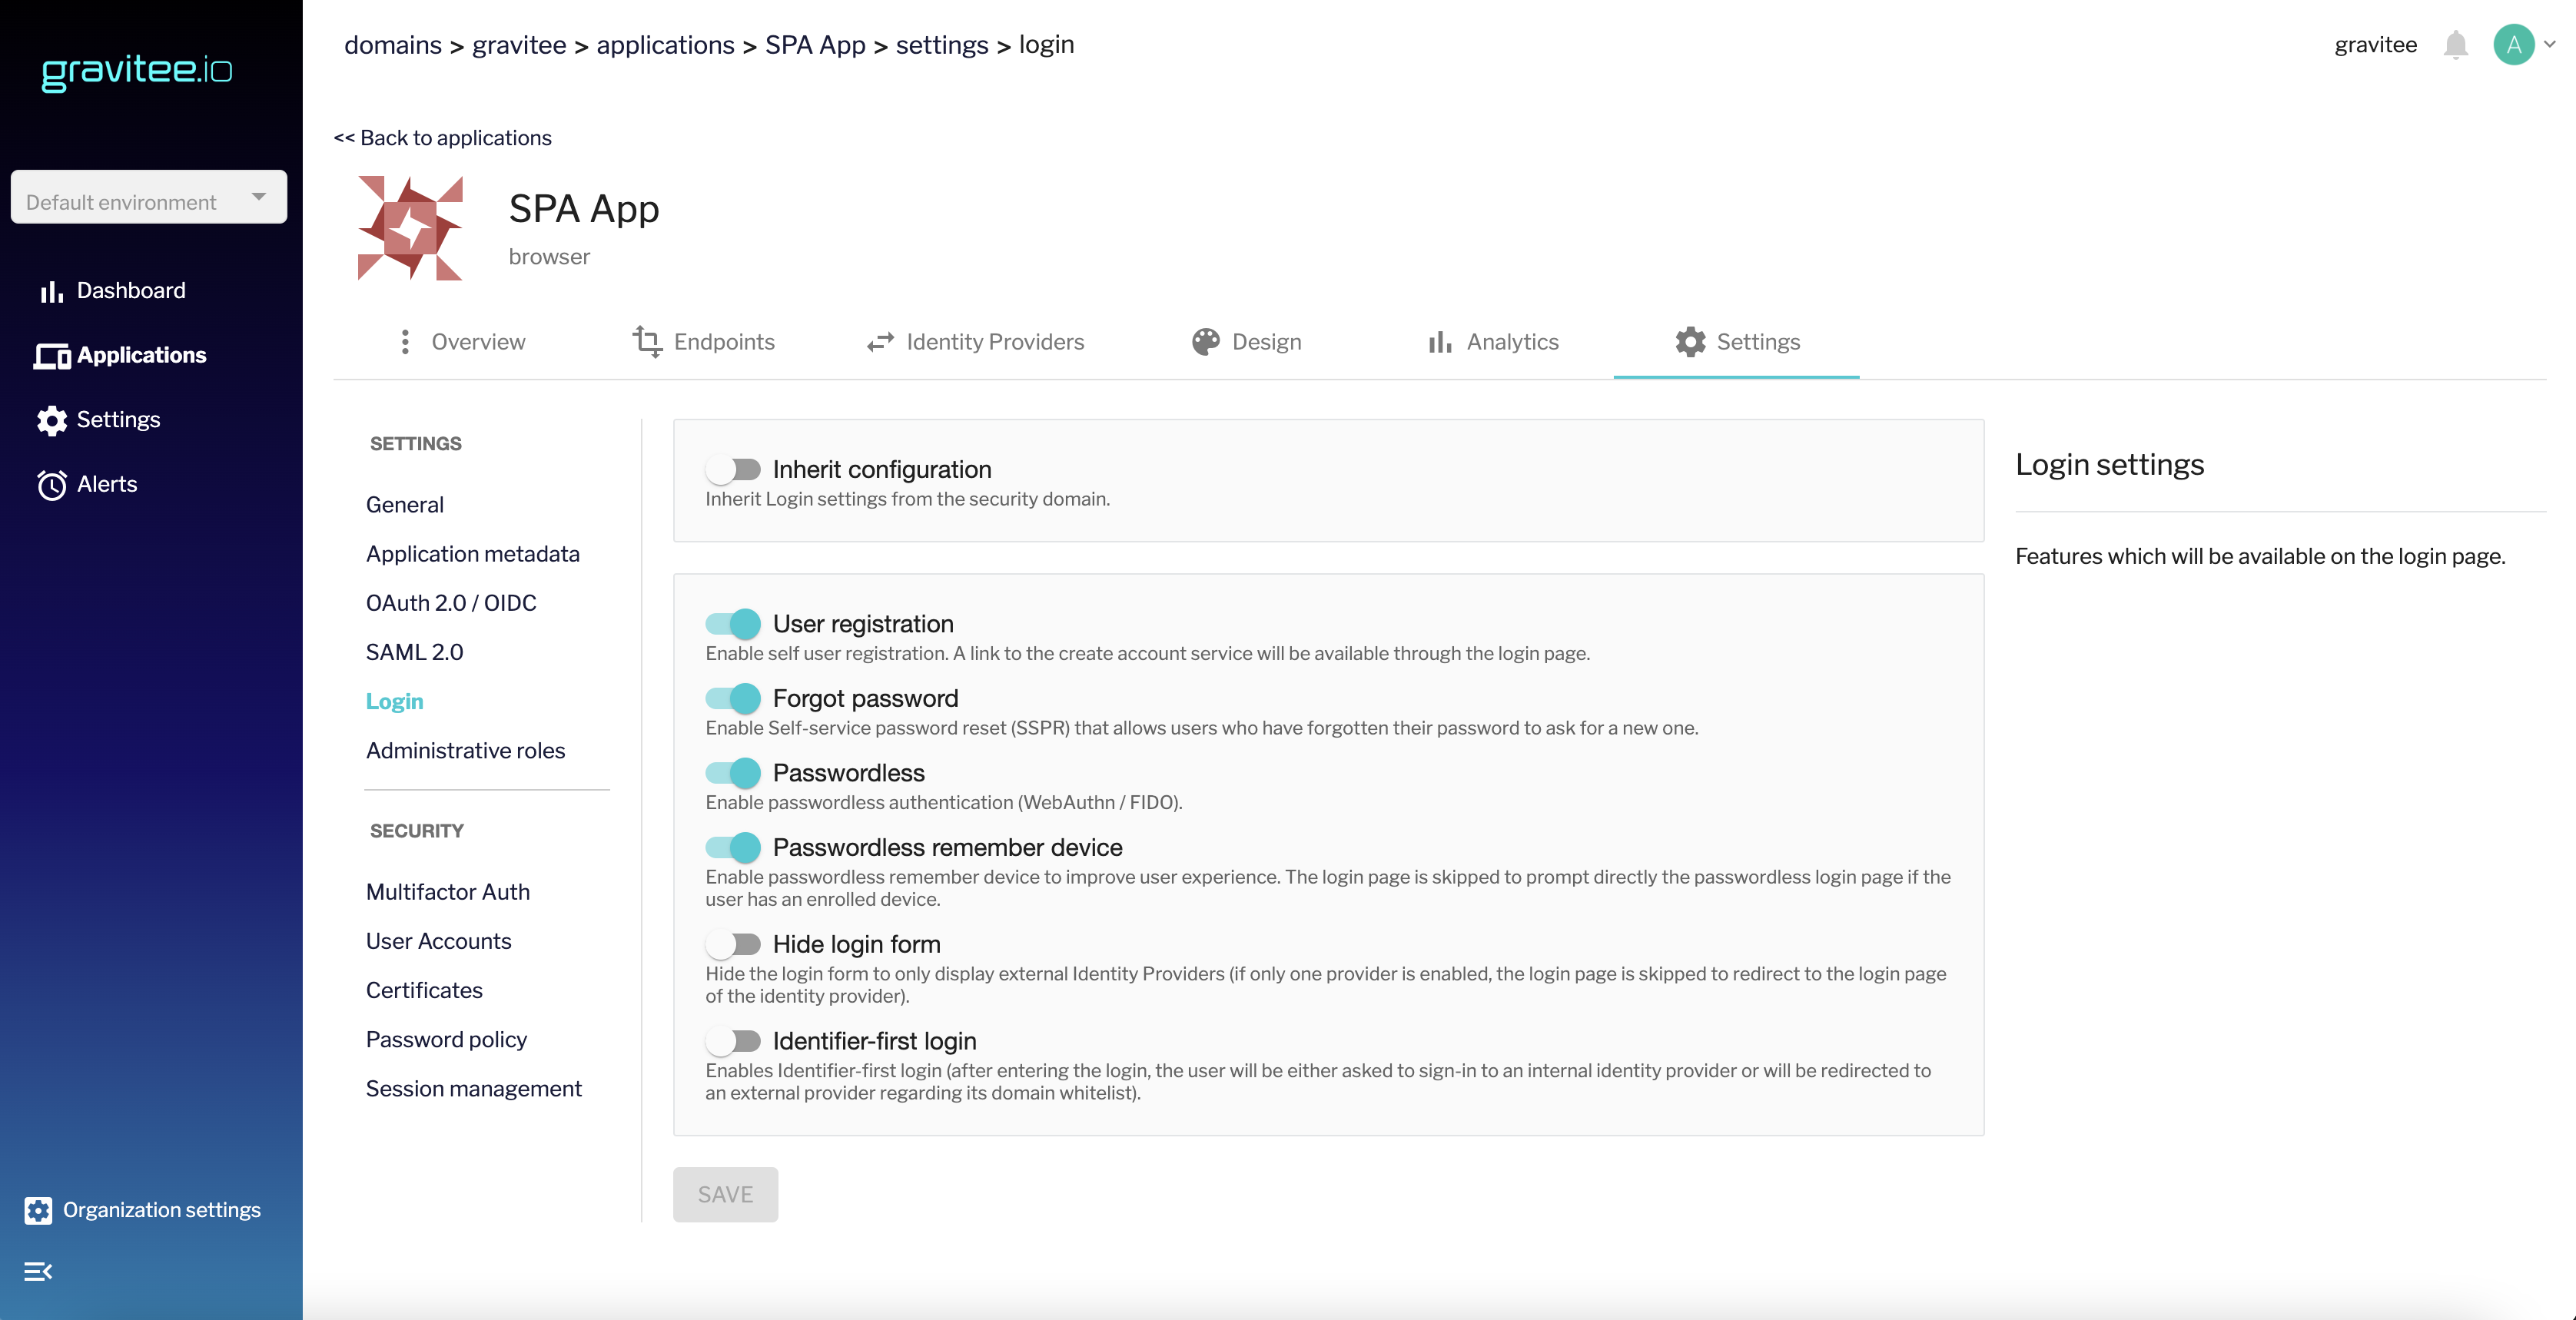 gravitee.io
Default environment
Dashboard
Applications
Settings
Alerts
Organization settings
domains > gravitee > applications > SPA App > settings > login
gravitee
A
<< Back to applications
SPA App
browser
Overview
Endpoints
Identity Providers
Design
Analytics
Settings
SETTINGS
General
Application metadata
OAuth 2.0 / OIDC
SAML 2.0
Login
Administrative roles
SECURITY
Multifactor Auth
User Accounts
Certificates
Password policy
Session management
Inherit configuration
Inherit Login settings from the security domain.
User registration
Enable self user registration. A link to the create account service will be available through the login page.
Forgot password
Enable Self-service password reset (SSPR) that allows users who have forgotten their password to ask for a new one.
Passwordless
Enable passwordless authentication (WebAuthn / FIDO).
Passwordless remember device
Enable passwordless remember device to improve user experience. The login page is skipped to prompt directly the passwordless login page if the
user has an enrolled device.
Hide login form
Hide the login form to only display external Identity Providers (if only one provider is enabled, the login page is skipped to redirect to the login page
of the identity provider).
Identifier-first login
Enables Identifier-first login (after entering the login, the user will be either asked to sign-in to an internal identity provider or will be redirected to
an external provider regarding its domain whitelist).
SAVE
Login settings
Features which will be available on the login page.